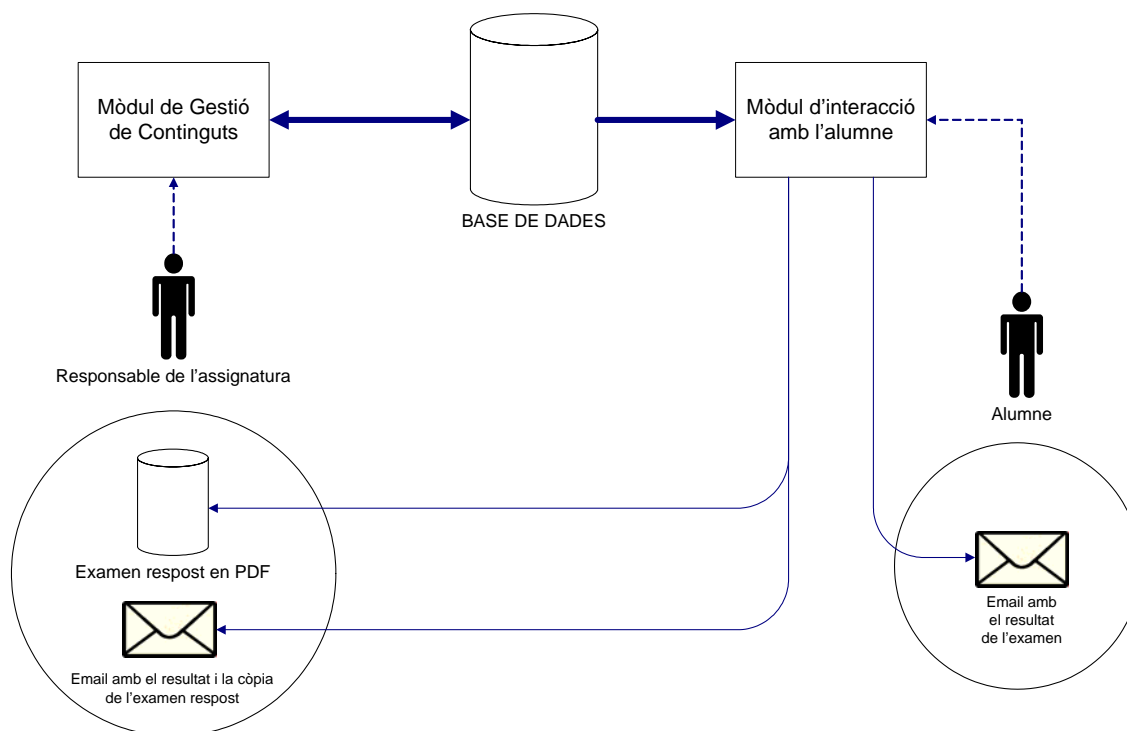 Mòdul de Gestió
de Continguts
BASE DE DADES
Mòdul d’interacció
amb l’alumne
Responsable de l’assignatura
Alumne
Examen respost en PDF
Email amb el resultat i la còpia
de l’examen respost
Email amb
el resultat
de l’examen